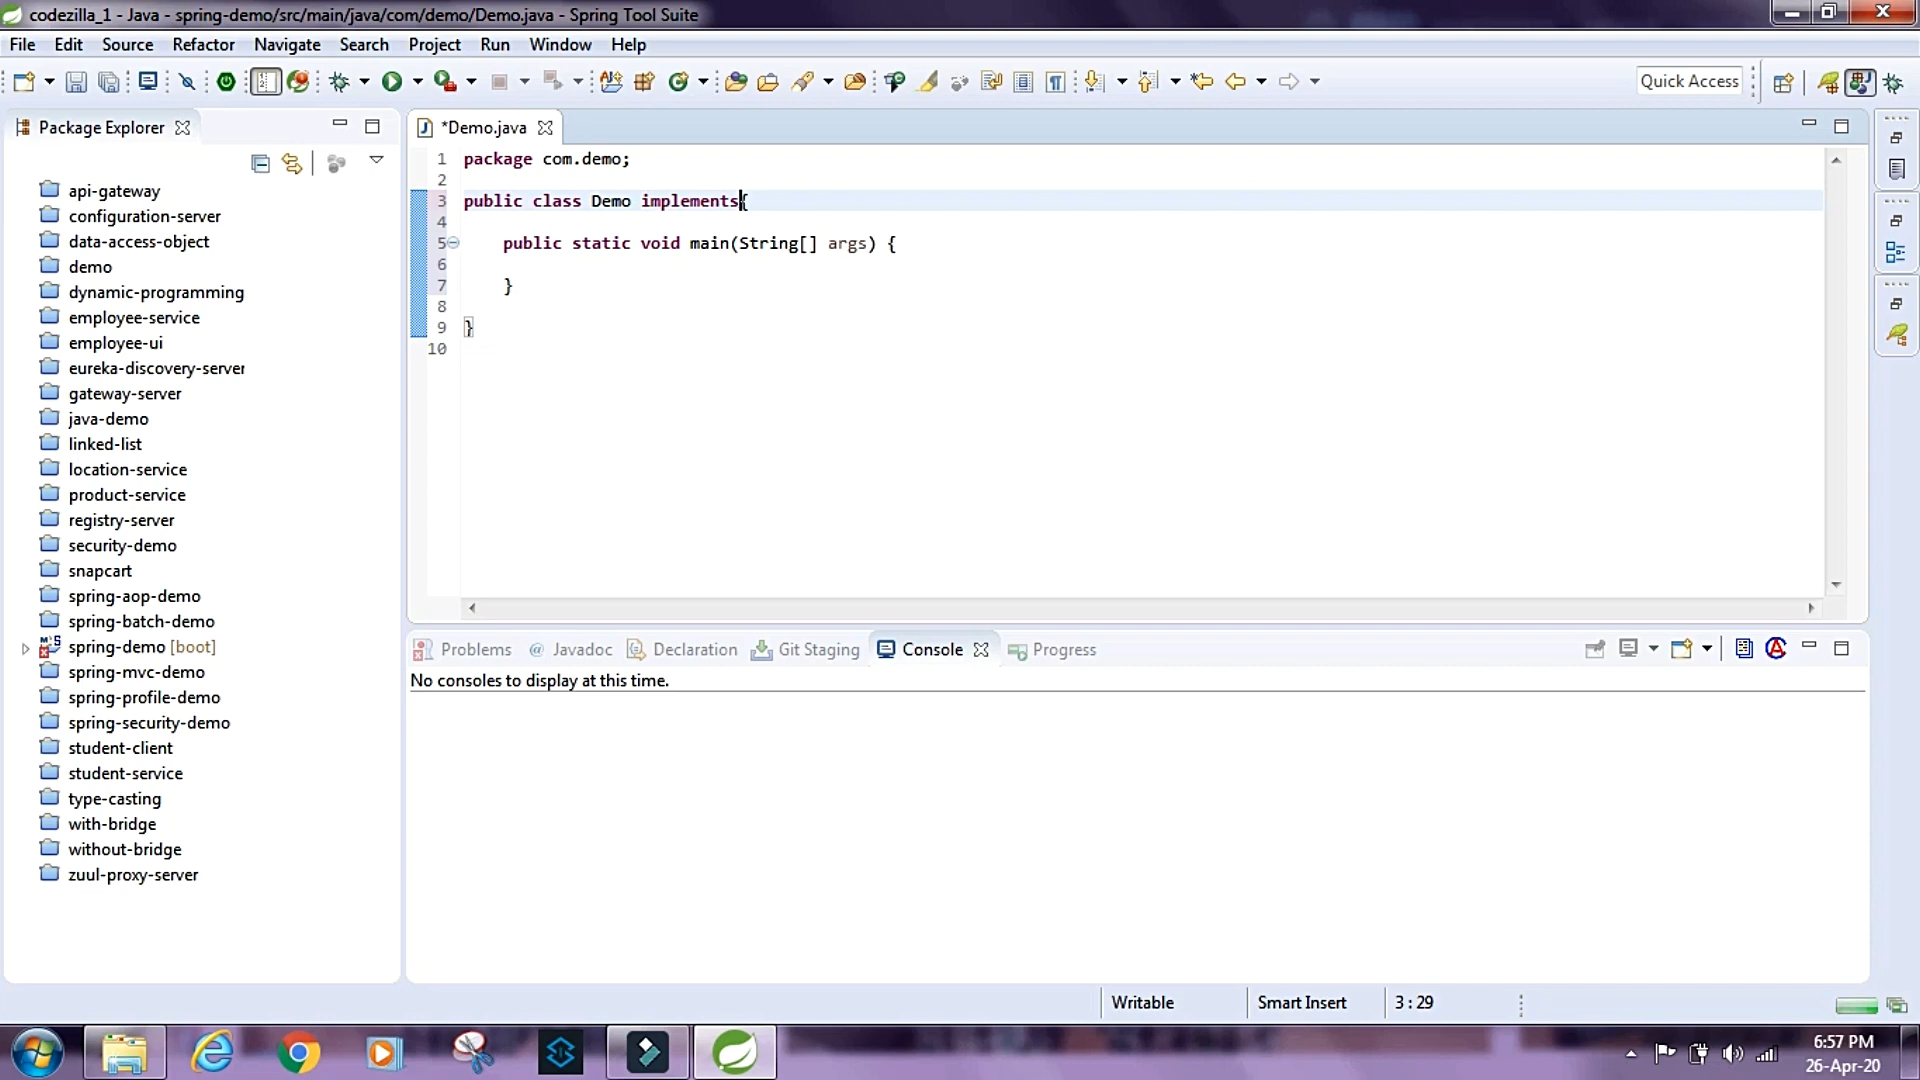 codezilla_1 - Java - spring-demo/src/main/java/com/demo/Demo.java - Spring Tool Suite
File Edit Source Refactor Navigate Search Project Run Window Help
Quick Access
Package Explorer
api-gateway
configuration-server
data-access-object
demo
dynamic-programming
employee-service
employee-ui
eureka-discovery-server
gateway-server
java-demo
linked-list
location-service
product-service
registry-server
security-demo
snapcart
spring-aop-demo
spring-batch-demo
spring-demo [boot]
spring-mvc-demo
spring-profile-demo
spring-security-demo
student-client
student-service
type-casting
with-bridge
without-bridge
zuul-proxy-server
*Demo.java
1 package com.demo;
2
3 public class Demo implements{
4
5 public static void main(String[] args) {
6
7 }
8
9 }
10
Problems @ Javadoc Declaration Git Staging Console Progress
No consoles to display at this time.
Writable Smart Insert 3 : 29
6:57 PM
26-Apr-20